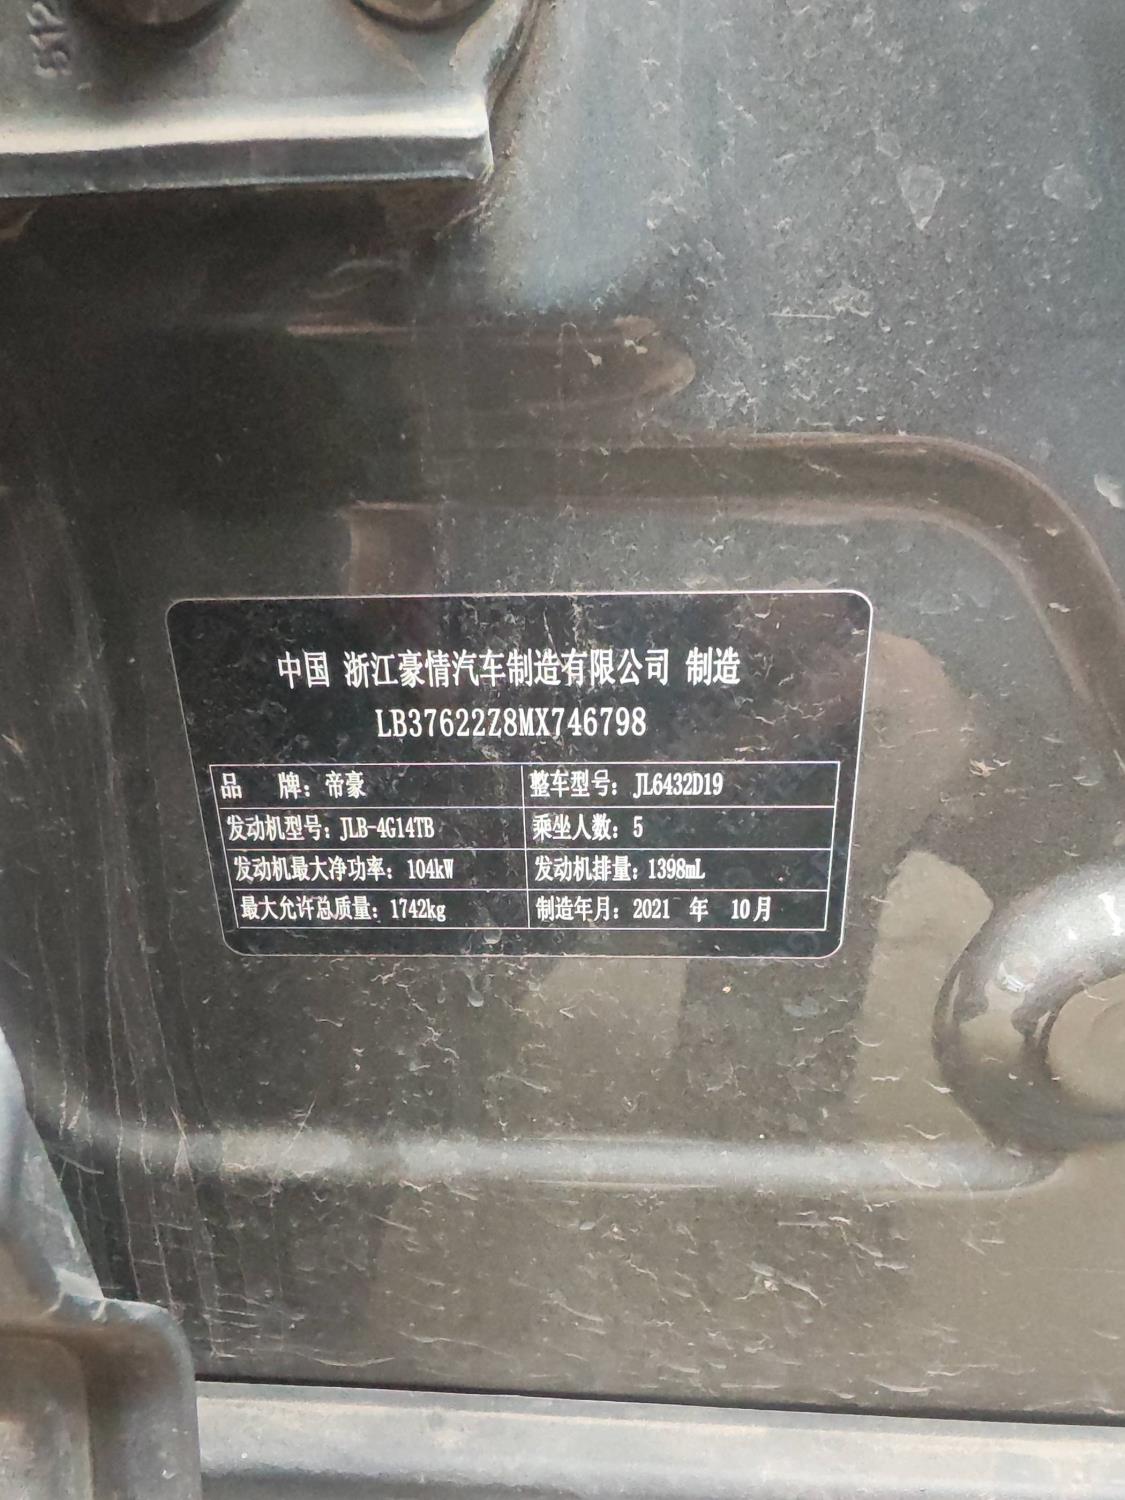 512
中国 浙江豪情汽车制造有限公司 制造
LB37622Z8MX746798
品 牌：帝豪 整车型号：JL6432D19
发动机型号：JLB-4G14TB 乘坐人数：5
发动机最大净功率：104kW 发动机排量：1398mL
最大允许总质量：1742kg 制造年月：2021 年 10月